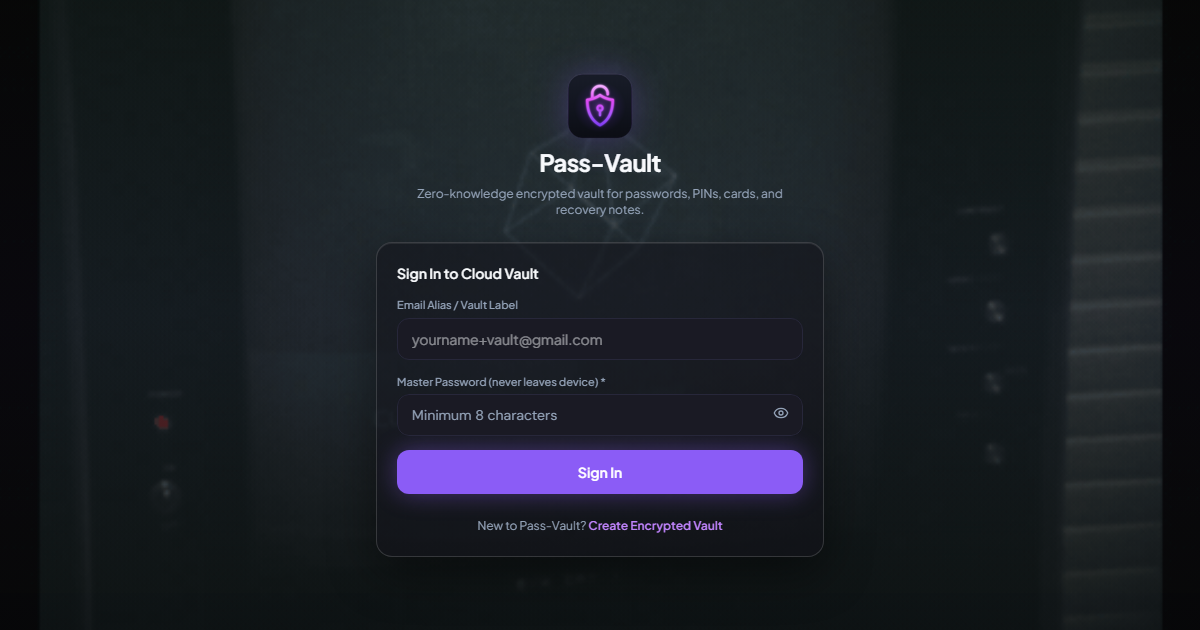 Pass-Vault
Zero-knowledge encrypted vault for passwords, PINs, cards, and
recovery notes.
Sign In to Cloud Vault
Email Alias / Vault Label
yourname+vault@gmail.com
Master Password (never leaves device) *
Minimum 8 characters
Sign In
New to Pass-Vault? Create Encrypted Vault